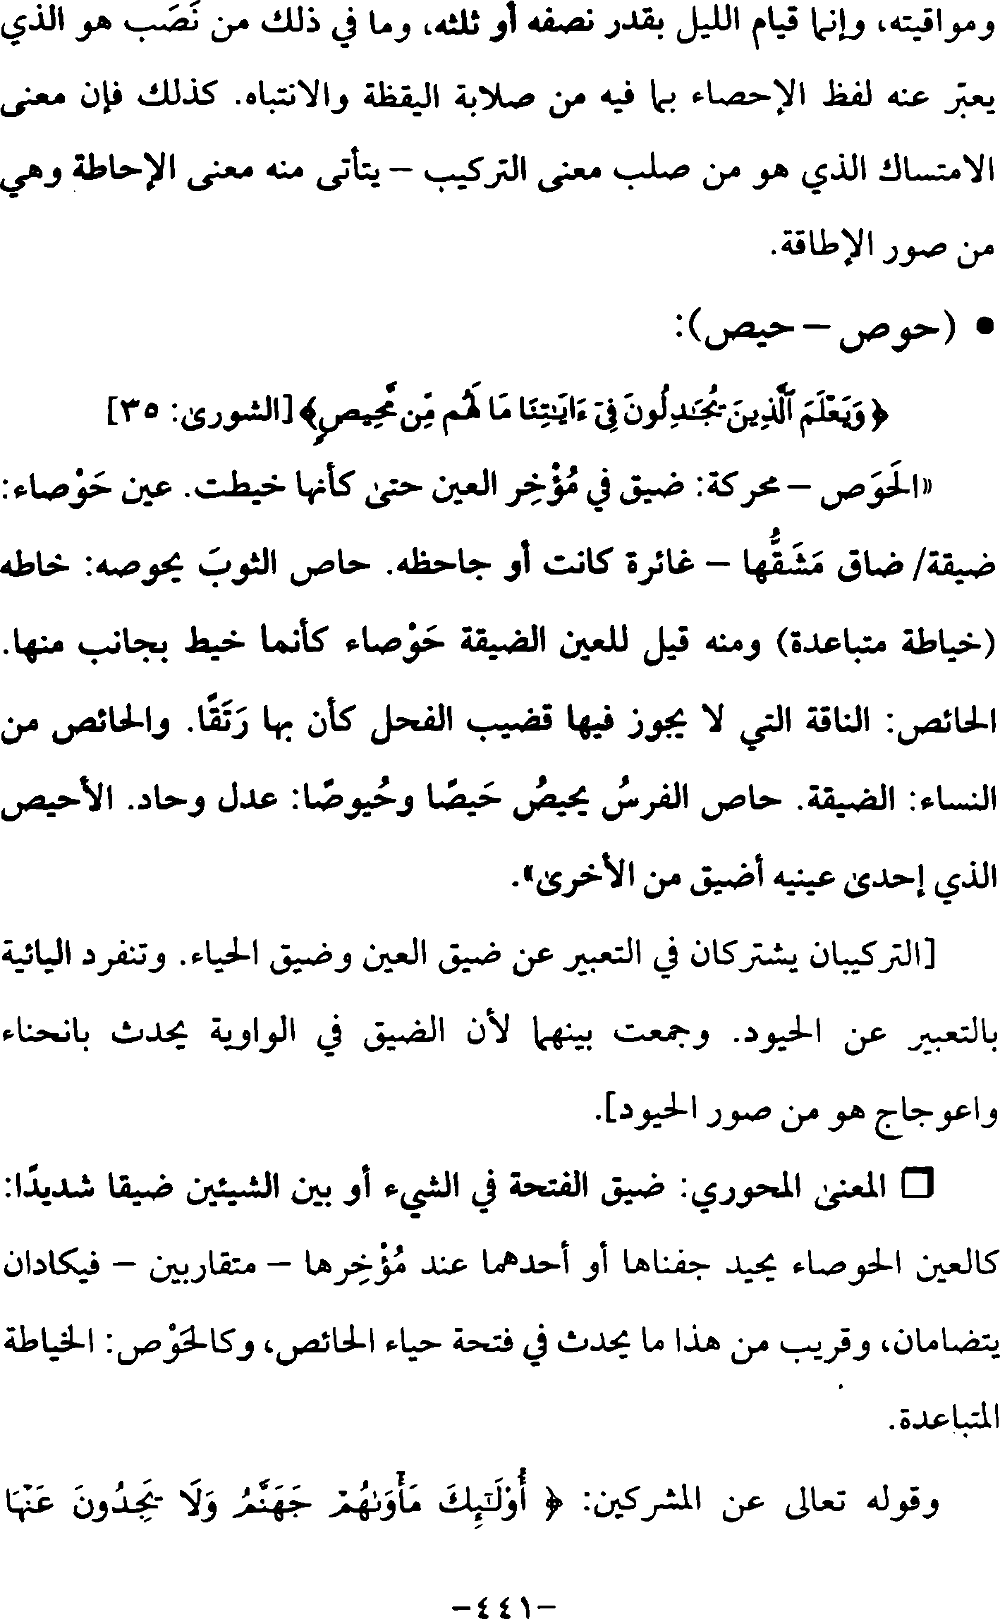 ومواقيته، وإنما قيام الليل بقدر نصفه أو ثلثه، وما في ذلك من نَصَب هو الذي
يعبّر عنه لفظ الإحصاء بما فيه من صلابة اليقظة والانتباه. كذلك فإن معنى
الامتساك الذي هو من صلب معنى التركيب – يتأتى منه معنى الإحاطة وهي
من صور الإطاقة.
• (حوص – حيص):
﴿وَيَعْلَمَ ٱلَّذِينَ يُجَٰدِلُونَ فِىٓ ءَايَٰتِنَا مَا لَهُم مِّن مَّحِيصٍ﴾ [الشورى: ٣٥]
«الحَوَص – محركة: ضيق في مُؤْخِر العين حتى كأنها خيطت. عين حَوْصاء:
ضيقة/ ضاق مَشَقُّها – غائرة كانت أو جاحظه. حاص الثوبَ يحوصه: خاطه
(خياطة متباعدة) ومنه قيل للعين الضيقة حَوْصاء كأنما خيط بجانب منها.
الحائص: الناقة التي لا يجوز فيها قضيب الفحل كأن بها رَتَقًا. والحائص من
النساء: الضيقة. حاص الفرسُ يحيصُ حَيصًا وحُيوصًا: عدل وحاد. الأحيص
الذي إحدى عينيه أضيق من الأخرى».
[التركيبان يشتركان في التعبير عن ضيق العين وضيق الحياء. وتنفرد اليائية
بالتعبير عن الحيود. وجمعت بينهما لأن الضيق في الواوية يحدث بانحناء
واعوجاج هو من صور الحيود].
□ المعنى المحوري: ضيق الفتحة في الشيء أو بين الشيئين ضيقا شديدًا:
كالعين الحوصاء يحيد جفناها أو أحدهما عند مُؤْخِرها – متقاربين – فيكادان
يتضامان، وقريب من هذا ما يحدث في فتحة حياء الحائص، وكالحَوْص: الخياطة
المتباعدة.
وقوله تعالى عن المشركين: ﴿أُوْلَٰٓئِكَ مَأْوَىٰهُمْ جَهَنَّمُ وَلَا يَجِدُونَ عَنْهَا
-٤٤١-